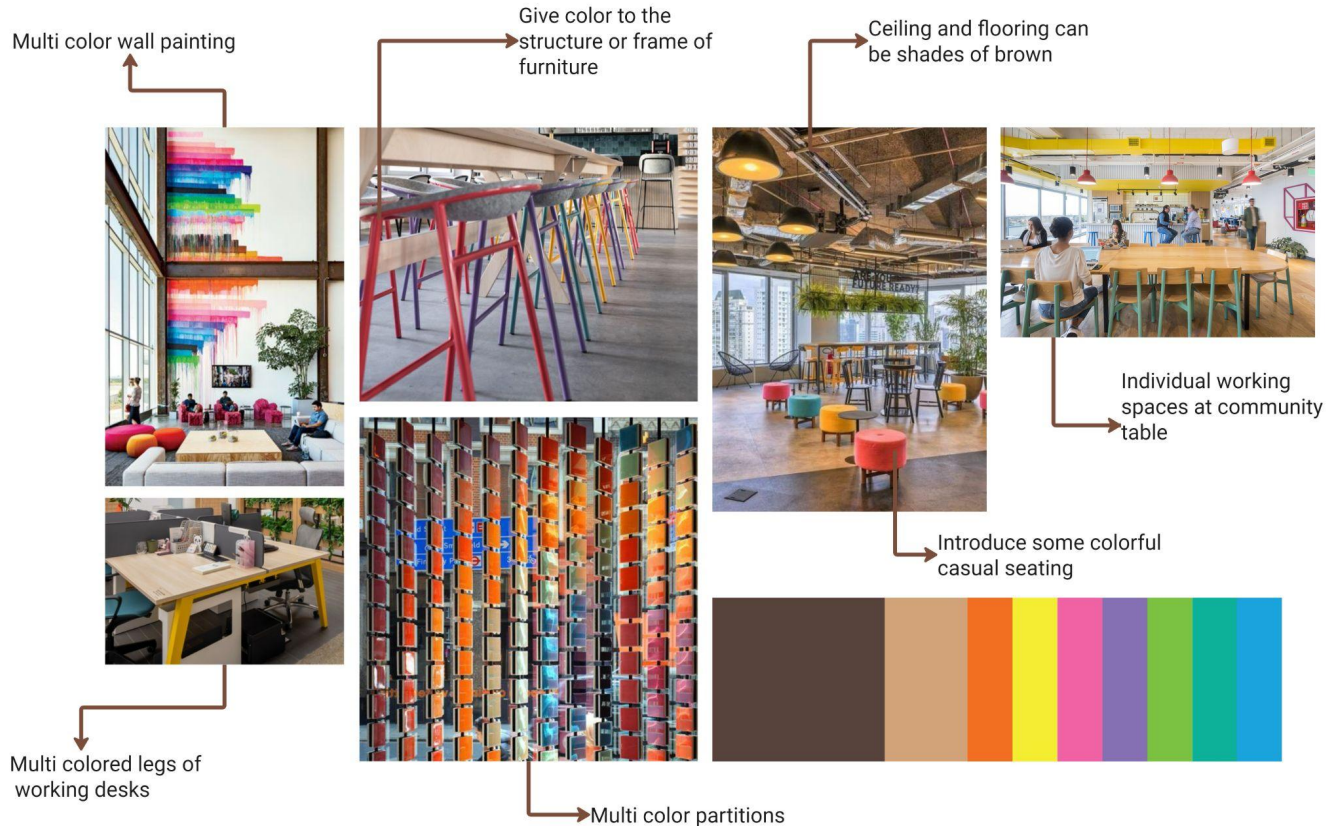 Multi color wall painting
Give color to the
structure or frame of
furniture
Ceiling and flooring can
be shades of brown
FUTURE READY?
Individual working
spaces at community
table
Introduce some colorful
casual seating
Multi colored legs of
working desks
Multi color partitions